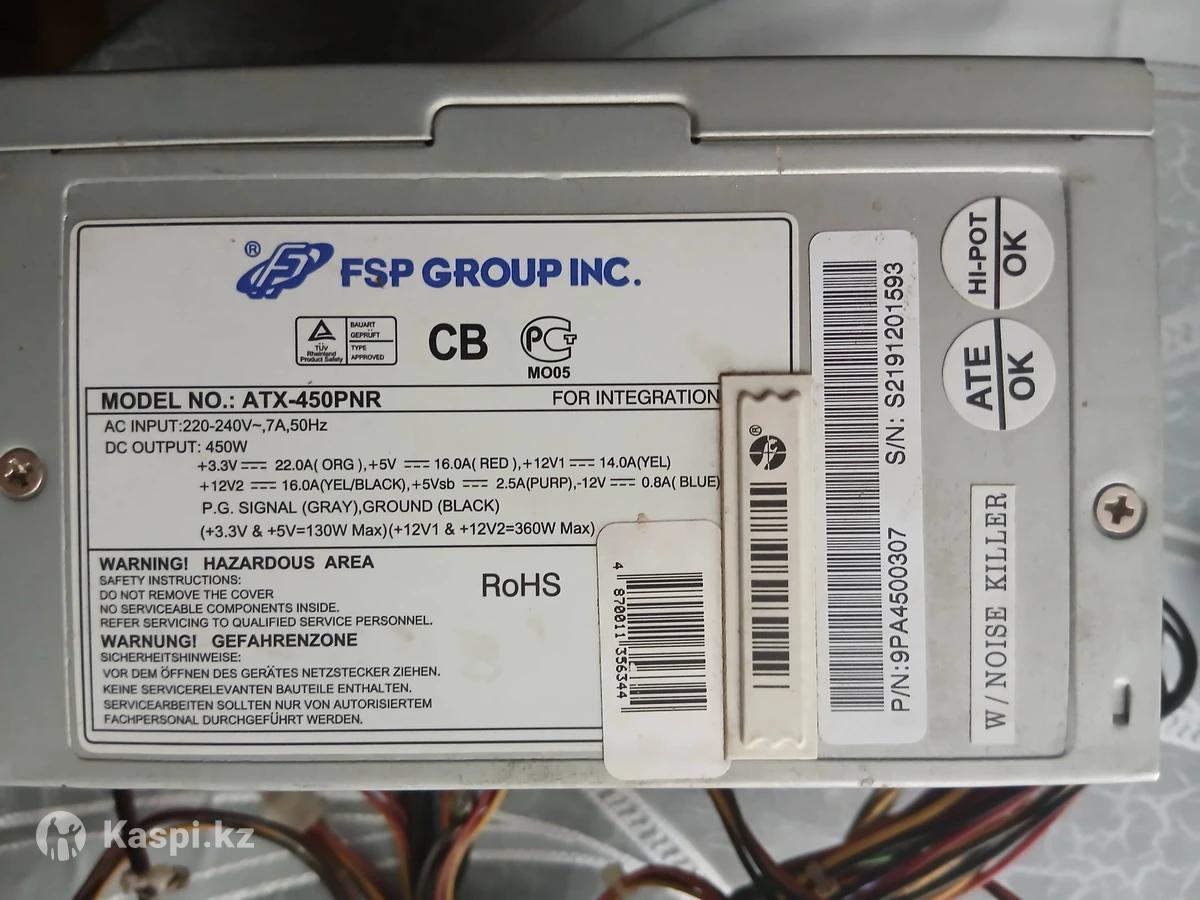 ® FSP GROUP INC.
TÜV Rheinland Product Safety
BAUART GEPRÜFT
TYPE APPROVED
CB
PCT
MO05
MODEL NO.: ATX-450PNR FOR INTEGRATION
AC INPUT:220-240V~,7A,50Hz
DC OUTPUT: 450W
+3.3V 22.0A( ORG ),+5V 16.0A( RED ),+12V1 14.0A(YEL)
+12V2 16.0A(YEL/BLACK),+5Vsb 2.5A(PURP),-12V 0.8A( BLUE)
P.G. SIGNAL (GRAY),GROUND (BLACK)
(+3.3V & +5V=130W Max)(+12V1 & +12V2=360W Max)
WARNING! HAZARDOUS AREA
SAFETY INSTRUCTIONS:
DO NOT REMOVE THE COVER
NO SERVICEABLE COMPONENTS INSIDE.
REFER SERVICING TO QUALIFIED SERVICE PERSONNEL.
WARNUNG! GEFAHRENZONE
SICHERHEITSHINWEISE:
VOR DEM ÖFFNEN DES GERÄTES NETZSTECKER ZIEHEN.
KEINE SERVICERELEVANTEN BAUTEILE ENTHALTEN.
SERVICEARBEITEN SOLLTEN NUR VON AUTORISIERTEM
FACHPERSONAL DURCHGEFÜHRT WERDEN.
RoHS
4 870011 356344
®
P/N:9PA4500307 S/N: S2191201593
HI-POT
OK
ATE
OK
W/NOISE KILLER
Kaspi.kz